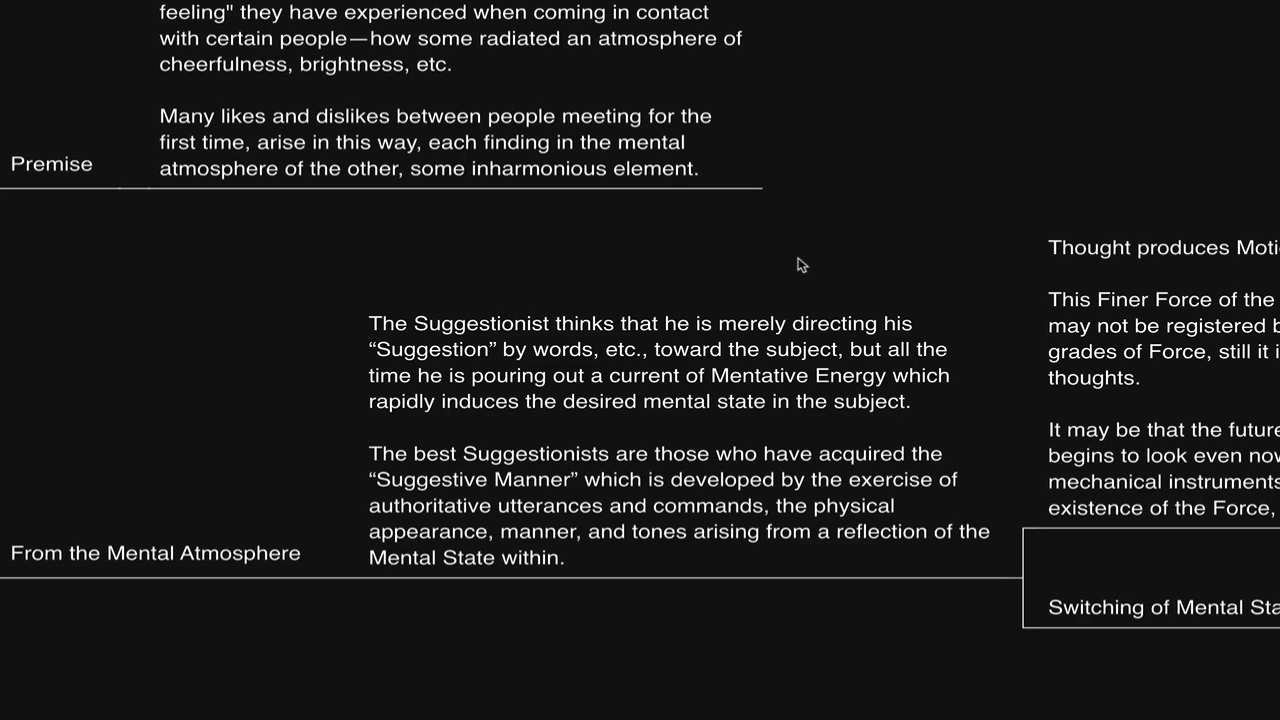 feeling" they have experienced when coming in contact
with certain people—how some radiated an atmosphere of
cheerfulness, brightness, etc.
Many likes and dislikes between people meeting for the
first time, arise in this way, each finding in the mental
atmosphere of the other, some inharmonious element.
Premise
The Suggestionist thinks that he is merely directing his
“Suggestion” by words, etc., toward the subject, but all the
time he is pouring out a current of Mentative Energy which
rapidly induces the desired mental state in the subject.
The best Suggestionists are those who have acquired the
“Suggestive Manner” which is developed by the exercise of
authoritative utterances and commands, the physical
appearance, manner, and tones arising from a reflection of the
Mental State within.
From the Mental Atmosphere
Thought produces
This Finer Force of the
may not be registered
grades of Force, still it
thoughts.
It may be that the future
begins to look even
mechanical instruments
existence of the Force,
Switching of Mental